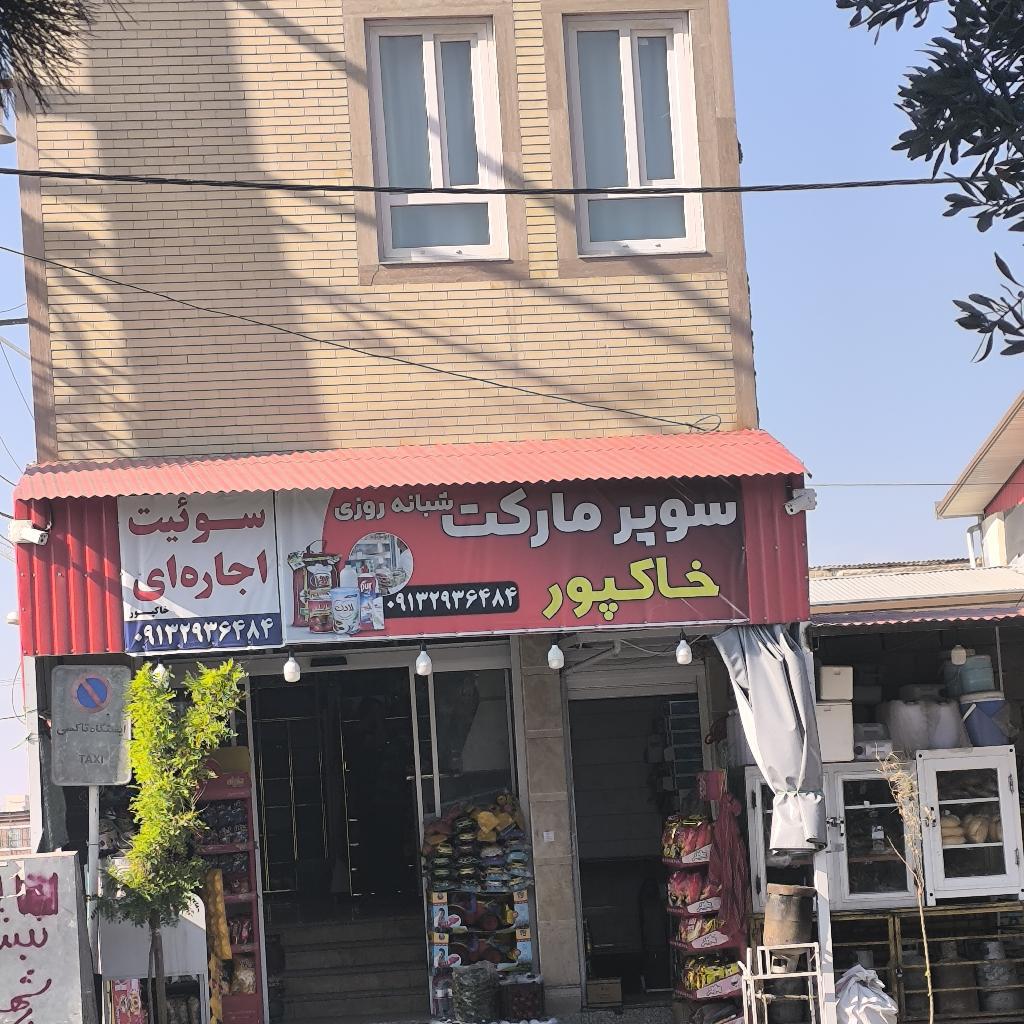 سوپر مارکت شبانه روزی
خاکپور
۰۹۱۳۲۹۳۶۴۸۴
سوئیت
اجاره‌ای
خاکپور
۰۹۱۳۲۹۳۶۴۸۴
ایستگاه تاکسی
TAXI